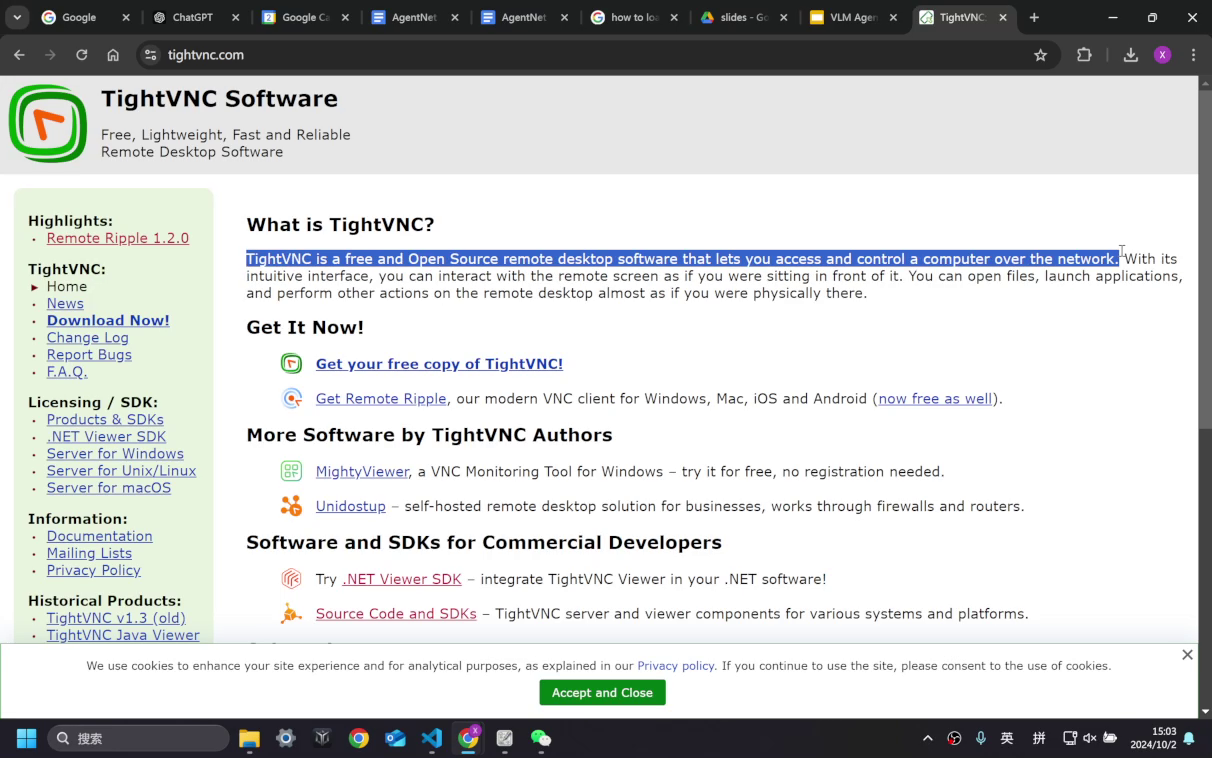 Google
ChatGPT
Google Ca
AgentNet
AgentNet
how to loa
slides - Go
VLM Agen
TightVNC:
tightvnc.com
X
TightVNC Software
Free, Lightweight, Fast and Reliable
Remote Desktop Software
Highlights:
Remote Ripple 1.2.0
TightVNC:
Home
News
Download Now!
Change Log
Report Bugs
F.A.Q.
Licensing / SDK:
Products & SDKs
.NET Viewer SDK
Server for Windows
Server for Unix/Linux
Server for macOS
Information:
Documentation
Mailing Lists
Privacy Policy
Historical Products:
TightVNC v1.3 (old)
TightVNC Java Viewer
What is TightVNC?
TightVNC is a free and Open Source remote desktop software that lets you access and control a computer over the network. With its
intuitive interface, you can interact with the remote screen as if you were sitting in front of it. You can open files, launch applications,
and perform other actions on the remote desktop almost as if you were physically there.
Get It Now!
Get your free copy of TightVNC!
Get Remote Ripple, our modern VNC client for Windows, Mac, iOS and Android (now free as well).
More Software by TightVNC Authors
MightyViewer, a VNC Monitoring Tool for Windows – try it for free, no registration needed.
Unidostup – self-hosted remote desktop solution for businesses, works through firewalls and routers.
Software and SDKs for Commercial Developers
Try .NET Viewer SDK – integrate TightVNC Viewer in your .NET software!
Source Code and SDKs – TightVNC server and viewer components for various systems and platforms.
We use cookies to enhance your site experience and for analytical purposes, as explained in our Privacy policy. If you continue to use the site, please consent to the use of cookies.
Accept and Close
搜索
英
拼
15:03
2024/10/2